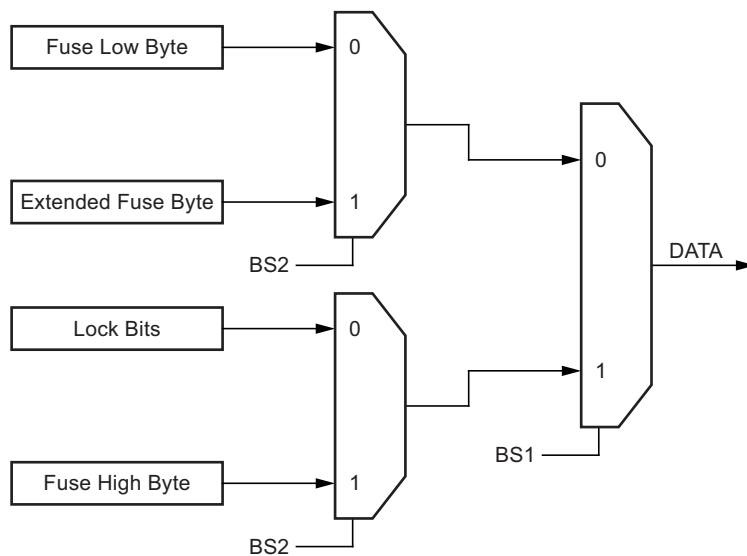 Fuse Low Byte
0
Extended Fuse Byte
1
BS2
0
DATA
Lock Bits
0
1
Fuse High Byte
1
BS1
BS2